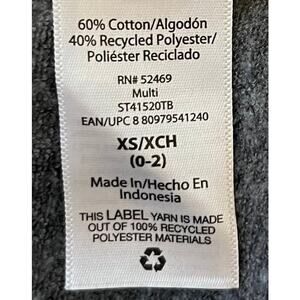 60% Cotton/Algodón
40% Recycled Polyester/
Poliéster Reciclado
RN# 52469
Multi
ST41520TB
EAN/UPC 8 80979541240
XS/XCH
(0-2)
Made In/Hecho En
Indonesia
THIS LABEL YARN IS MADE
OUT OF 100% RECYCLED
POLYESTER MATERIALS